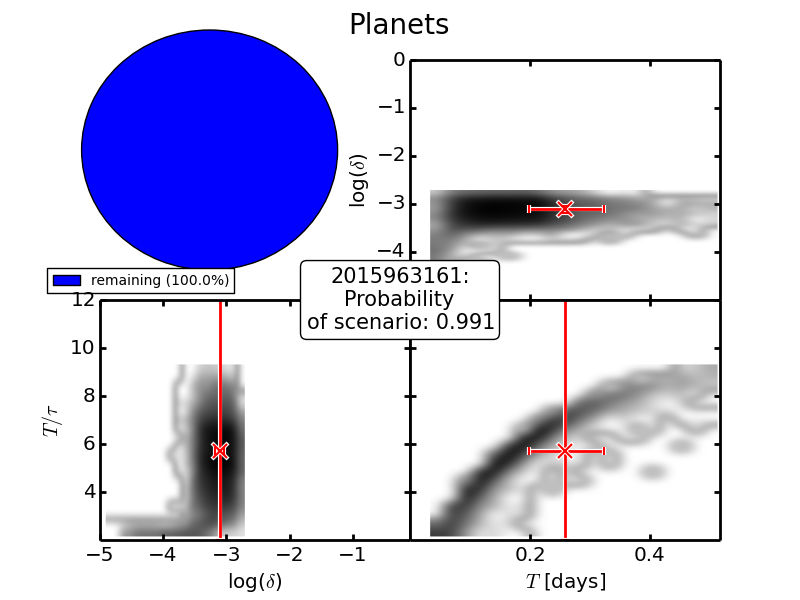 Planets
0
−1
−2
−3
−4
log(δ)
remaining (100.0%)
2015963161:
Probability
of scenario: 0.991
12
10
8
6
4
T/τ
−5 −4 −3 −2 −1
log(δ)
0.2 0.4
T [days]